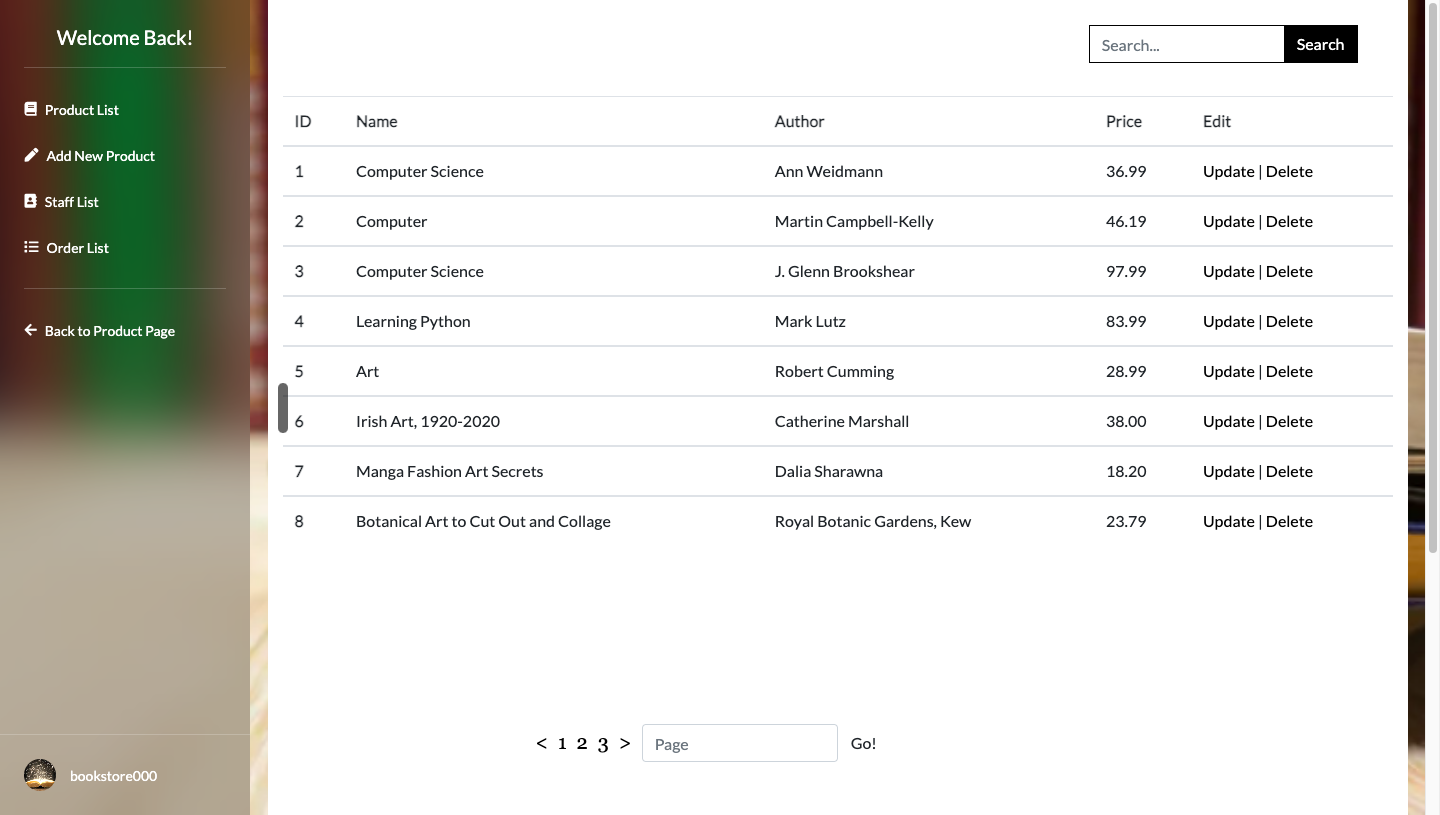 Welcome Back!
Product List
Add New Product
Staff List
Order List
Back to Product Page
bookstore000
Search... Search
ID Name Author Price Edit
1 Computer Science Ann Weidmann 36.99 Update | Delete
2 Computer Martin Campbell-Kelly 46.19 Update | Delete
3 Computer Science J. Glenn Brookshear 97.99 Update | Delete
4 Learning Python Mark Lutz 83.99 Update | Delete
5 Art Robert Cumming 28.99 Update | Delete
6 Irish Art, 1920-2020 Catherine Marshall 38.00 Update | Delete
7 Manga Fashion Art Secrets Dalia Sharawna 18.20 Update | Delete
8 Botanical Art to Cut Out and Collage Royal Botanic Gardens, Kew 23.79 Update | Delete
< 1 2 3 > Page Go!